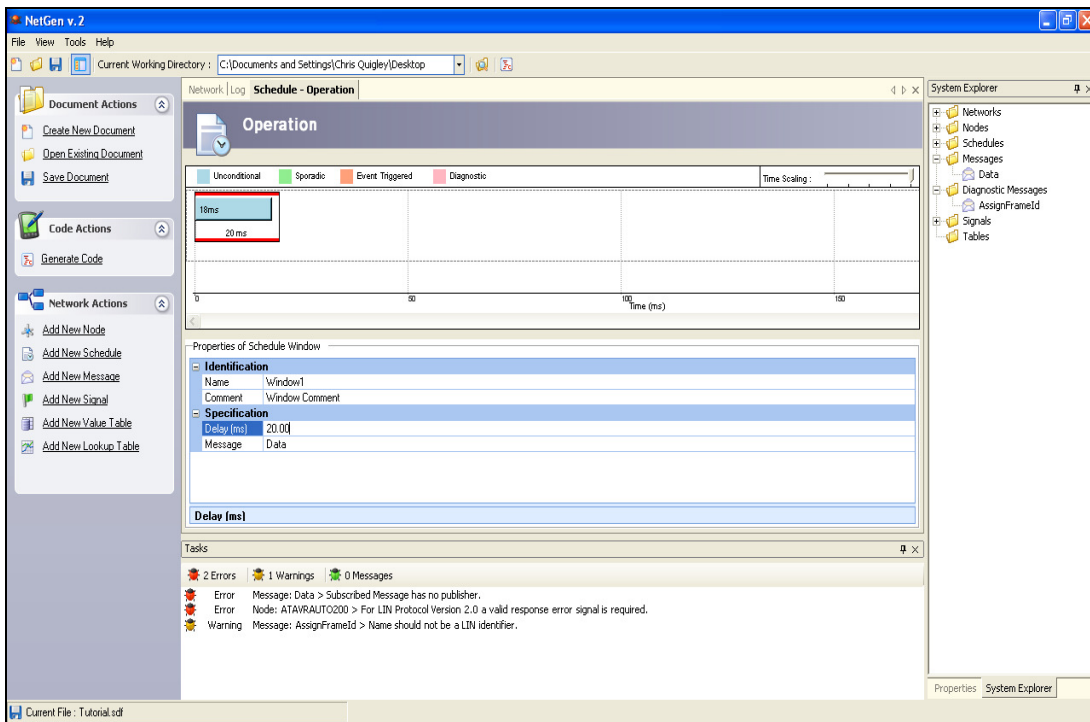 NetGen v.2
File View Tools Help
Current Working Directory : C:\Documents and Settings\Chris Quigley\Desktop
Document Actions
Create New Document
Open Existing Document
Save Document
Code Actions
Generate Code
Network Actions
Add New Node
Add New Schedule
Add New Message
Add New Signal
Add New Value Table
Add New Lookup Table
Network Log Schedule - Operation
Operation
Unconditional Sporadic Event Triggered Diagnostic Time Scaling :
18ms
20 ms
0 50 100 150
Time (ms)
Properties of Schedule Window
Identification
Name Window1
Comment Window Comment
Specification
Delay (ms) 20.00
Message Data
Delay (ms)
Tasks
2 Errors 1 Warnings 0 Messages
Error Message: Data > Subscribed Message has no publisher.
Error Node: ATAVRAUTO200 > For LIN Protocol Version 2.0 a valid response error signal is required.
Warning Message: AssignFrameId > Name should not be a LIN identifier.
System Explorer
Networks
Nodes
Schedules
Messages
Data
Diagnostic Messages
AssignFrameId
Signals
Tables
Properties System Explorer
Current File : Tutorial.sdf